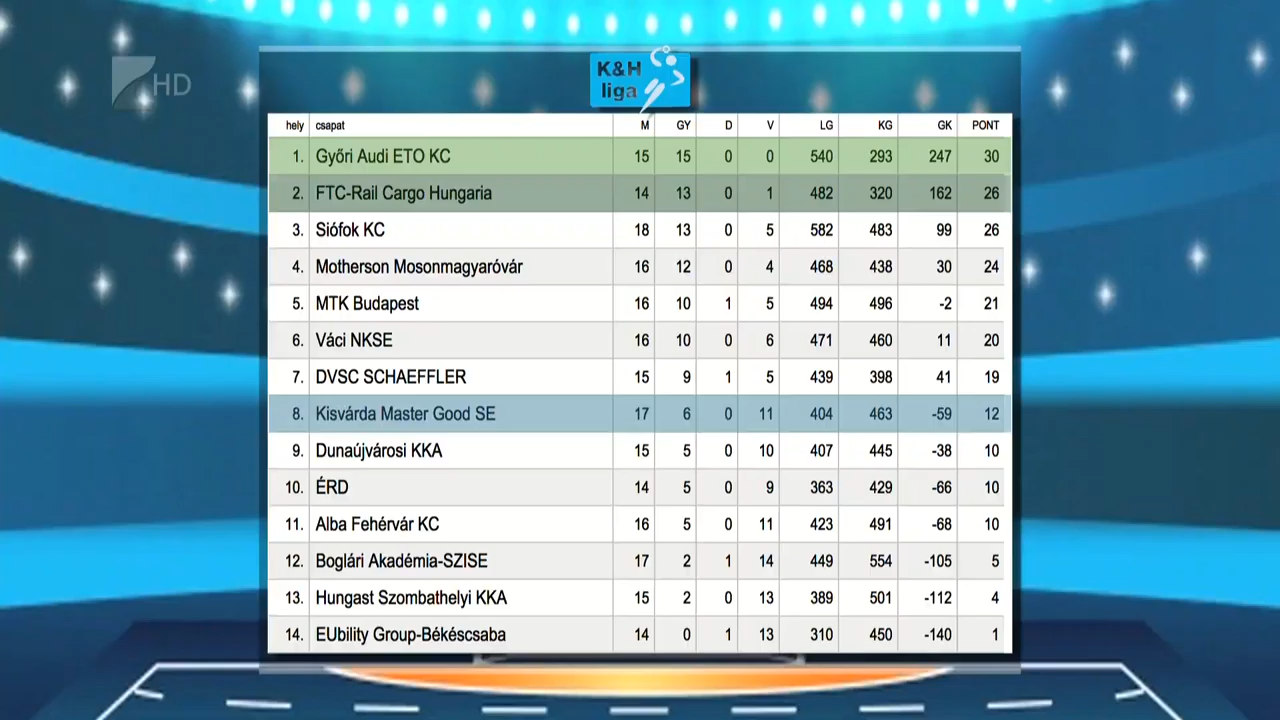 HD
K&H
liga
hely csapat M GY D V LG KG GK PONT
1. Győri Audi ETO KC 15 15 0 0 540 293 247 30
2. FTC-Rail Cargo Hungaria 14 13 0 1 482 320 162 26
3. Siófok KC 18 13 0 5 582 483 99 26
4. Motherson Mosonmagyaróvár 16 12 0 4 468 438 30 24
5. MTK Budapest 16 10 1 5 494 496 -2 21
6. Váci NKSE 16 10 0 6 471 460 11 20
7. DVSC SCHAEFFLER 15 9 1 5 439 398 41 19
8. Kisvárda Master Good SE 17 6 0 11 404 463 -59 12
9. Dunaújvárosi KKA 15 5 0 10 407 445 -38 10
10. ÉRD 14 5 0 9 363 429 -66 10
11. Alba Fehérvár KC 16 5 0 11 423 491 -68 10
12. Boglári Akadémia-SZISE 17 2 1 14 449 554 -105 5
13. Hungast Szombathelyi KKA 15 2 0 13 389 501 -112 4
14. EUbility Group-Békéscsaba 14 0 1 13 310 450 -140 1